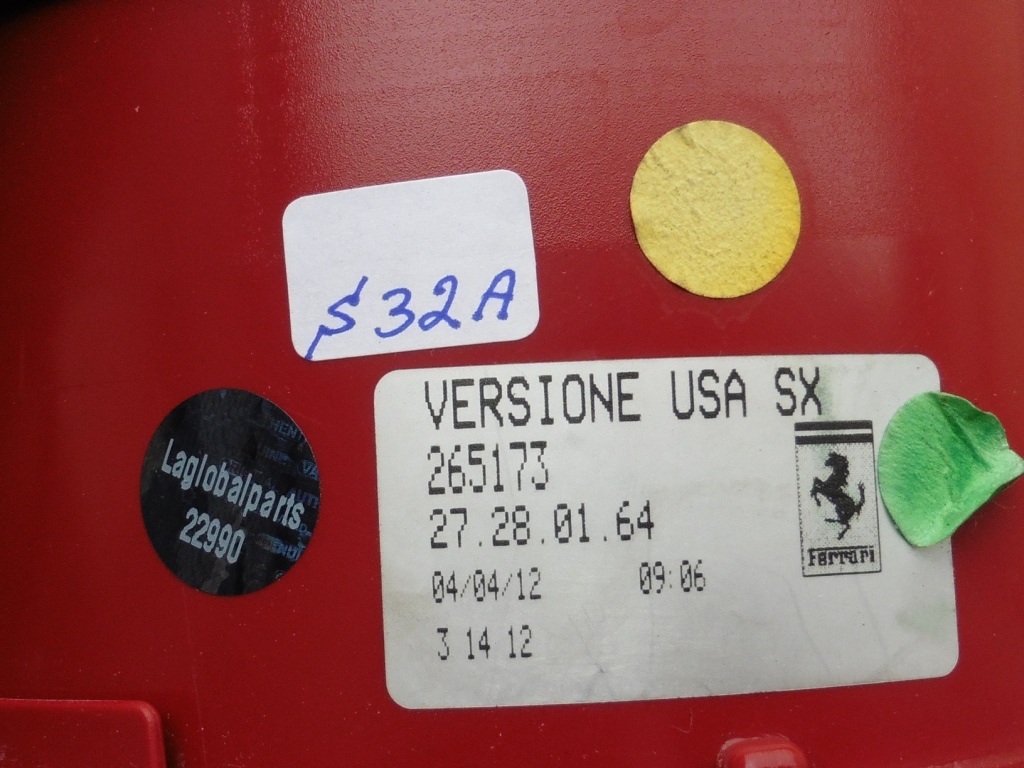 $ 32 A
VERSIONE USA SX
265173
27.28.01.64
04/04/12 09:06
3 14 12
Ferrari
Laglobalparts
22990